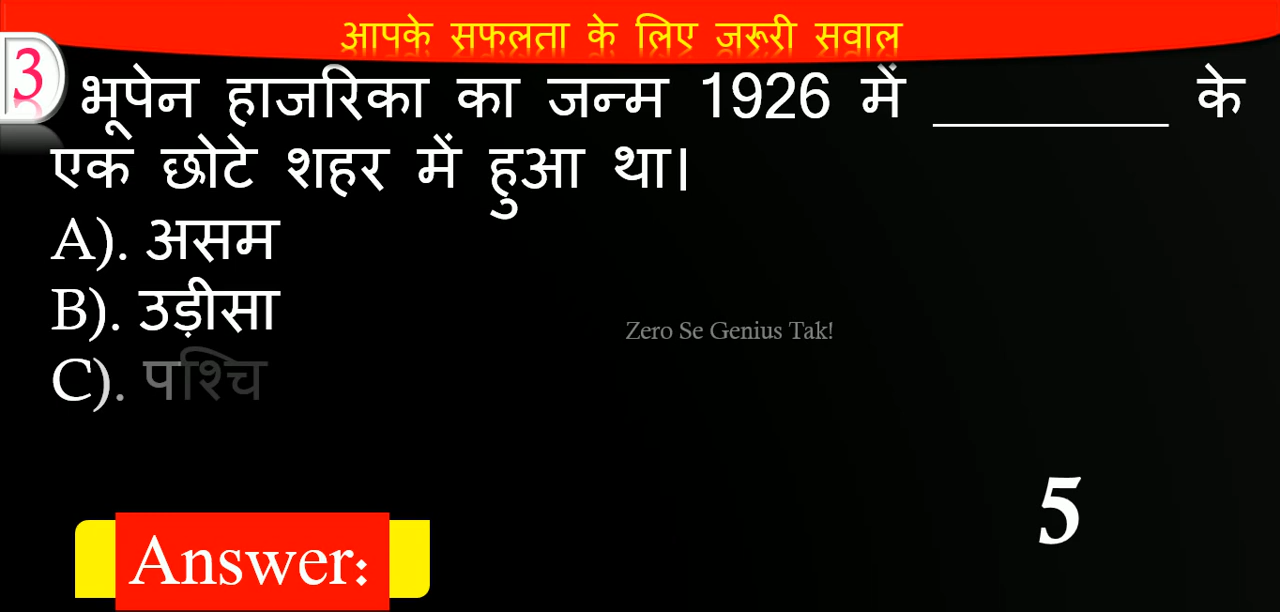 आपके सफलता के लिए जरूरी सवाल
3
भूपेन हाजरिका का जन्म 1926 में ________ के
एक छोटे शहर में हुआ था।
A). असम
B). उड़ीसा
Zero Se Genius Tak!
C). पश्चि
5
Answer: